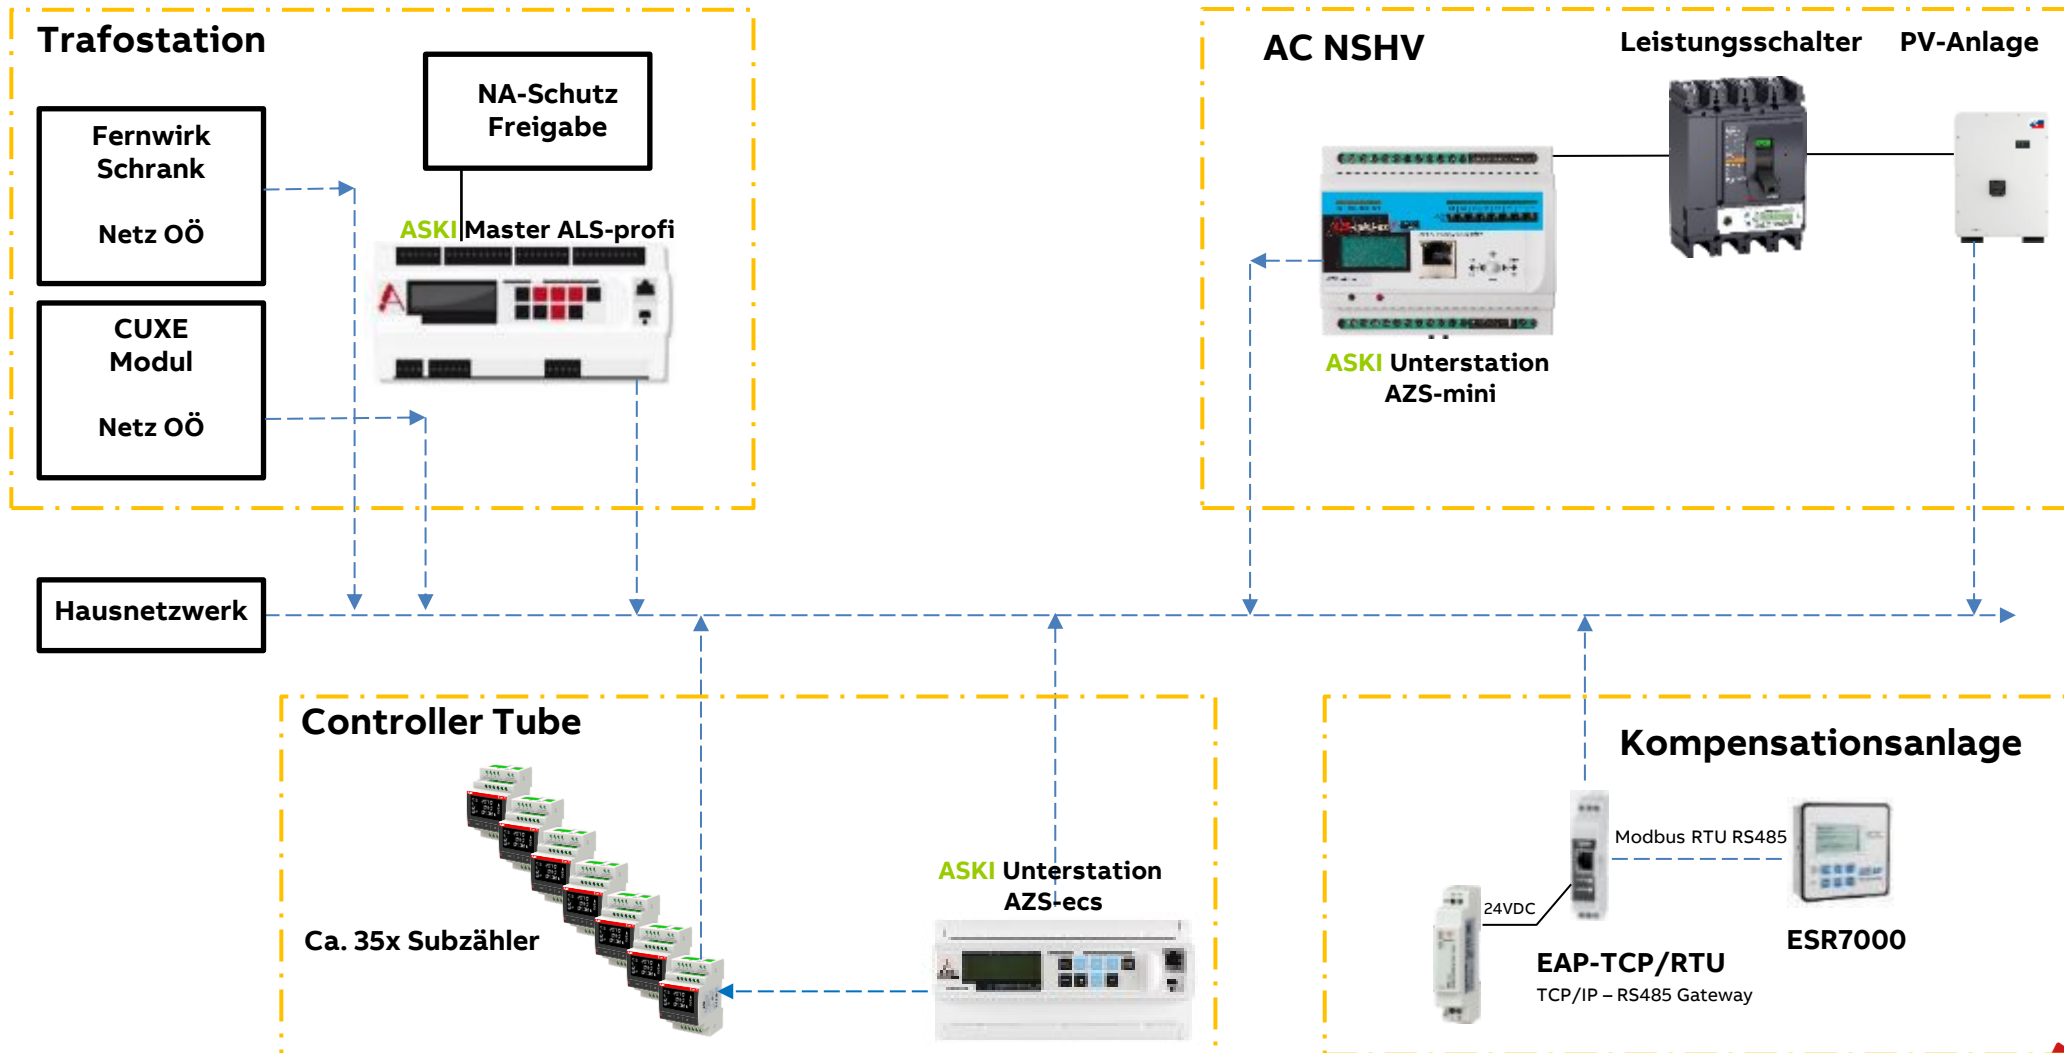 Trafostation
NA-Schutz
Freigabe
Fernwirk
Schrank
Netz OÖ
ASKI Master ALS-profi
CUXE
Modul
Netz OÖ
AC NSHV
Leistungsschalter
PV-Anlage
ASKI Unterstation
AZS-mini
Hausnetzwerk
Controller Tube
Ca. 35x Subzähler
ASKI Unterstation
AZS-ecs
Kompensationsanlage
Modbus RTU RS485
24VDC
ESR7000
EAP-TCP/RTU
TCP/IP – RS485 Gateway